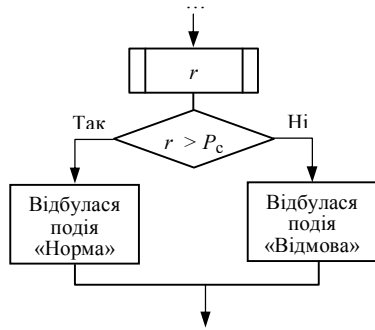 ...
r
Так
Ні
r > Pс
Відбулася
подія
«Норма»
Відбулася
подія
«Відмова»